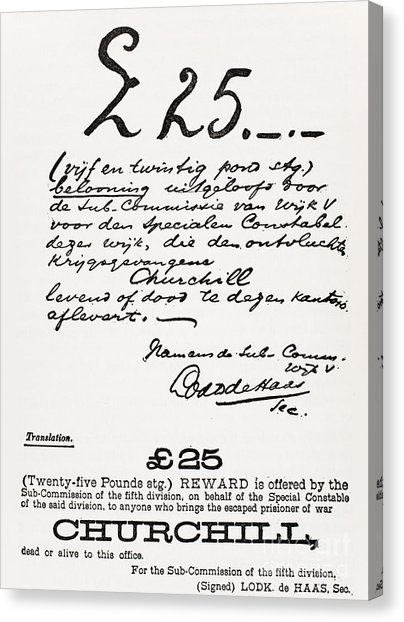 £ 25.—.—
(vijf en twintig pond stg.)
belooning uitgeloofd door
de Sub-Commissie van Wijk V
voor den Specialen Constabel
dezer wijk, die den ontvluchte
Krijgsgevangene
Churchill
levend of dood te dezen kantore
aflevert. —
Namens de Sub-Comm.
Wijk V
Lodk de Haas
Sec.
Translation.
£25
(Twenty-five Pounds stg.) REWARD is offered by the
Sub-Commission of the fifth division, on behalf of the Special Constable
of the said division, to anyone who brings the escaped prisioner of war
CHURCHILL,
dead or alive to this office.
For the Sub-Commission of the fifth division,
(Signed) LODK. de HAAS, Sec.